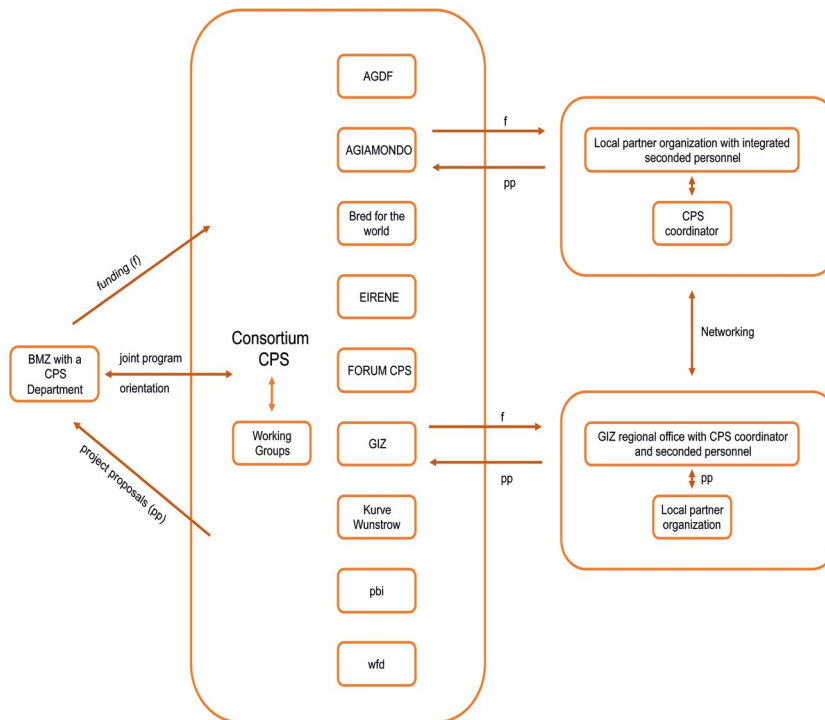 AGDF
AGIAMONDO
Bred for the
world
EIRENE
FORUM CPS
GIZ
Kurve
Wunstrow
pbi
wfd
funding (f)
BMZ with a
CPS
Department
joint program
orientation
project proposals (pp)
Consortium
CPS
Working
Groups
f
pp
Local partner organization with integrated
seconded personnel
CPS
coordinator
Networking
f
pp
GIZ regional office with CPS coordinator
and seconded personnel
pp
Local partner
organization